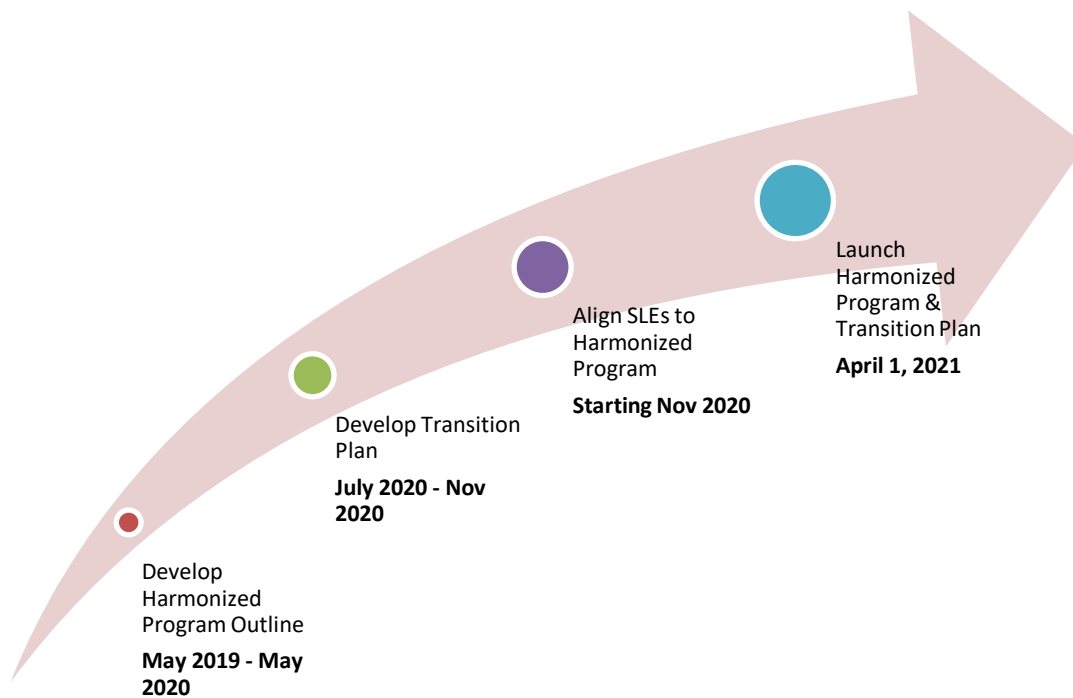 Develop
Harmonized
Program Outline
May 2019 - May
2020
Develop Transition
Plan
July 2020 - Nov
2020
Align SLEs to
Harmonized
Program
Starting Nov 2020
Launch
Harmonized
Program &
Transition Plan
April 1, 2021